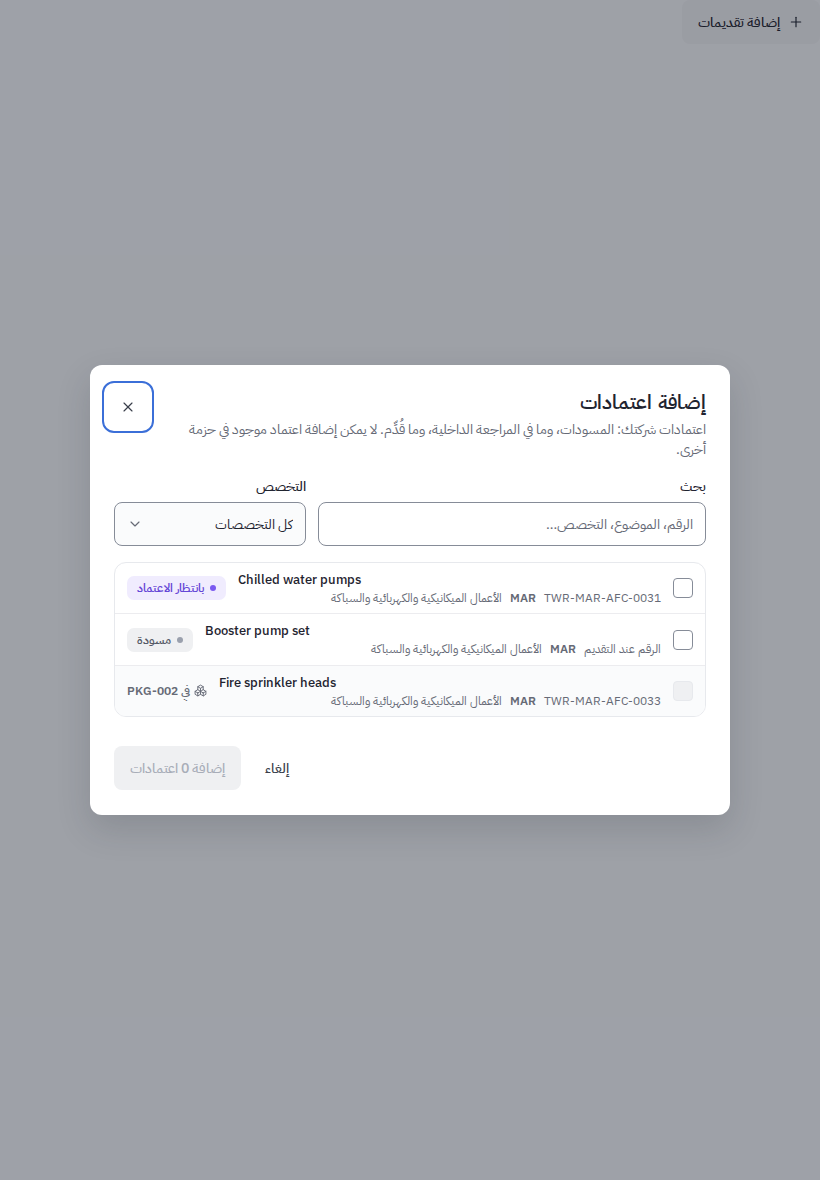 إضافة تقديمات
إضافة اعتمادات
اعتمادات شركتك: المسودات، وما في المراجعة الداخلية، وما قُدِّم. لا يمكن إضافة اعتماد موجود في حزمة
أخرى.
بحث
التخصص
الرقم، الموضوع، التخصص...
كل التخصصات
Chilled water pumps
بانتظار الاعتماد
TWR-MAR-AFC-0031 MAR الأعمال الميكانيكية والكهربائية والسباكة
Booster pump set
مسودة
الرقم عند التقديم MAR الأعمال الميكانيكية والكهربائية والسباكة
Fire sprinkler heads
في PKG-002
TWR-MAR-AFC-0033 MAR الأعمال الميكانيكية والكهربائية والسباكة
إلغاء
إضافة 0 اعتمادات